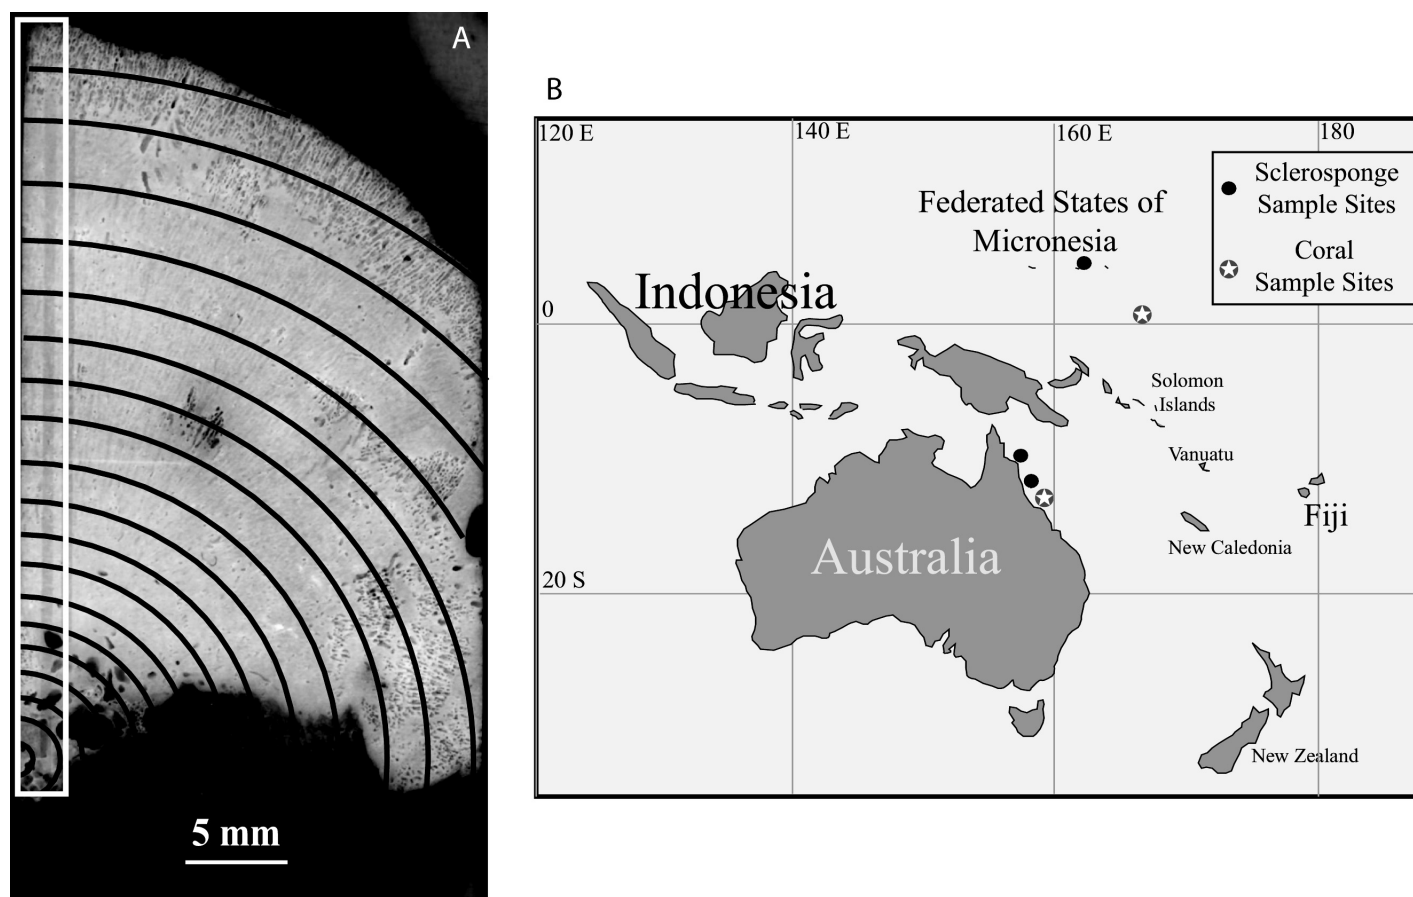 A
5 mm
B
120 E
140 E
160 E
180
Sclerosponge
Sample Sites
Coral
Sample Sites
Federated States of
Micronesia
Indonesia
0
Solomon
Islands
Vanuatu
Fiji
New Caledonia
Australia
20 S
New Zealand